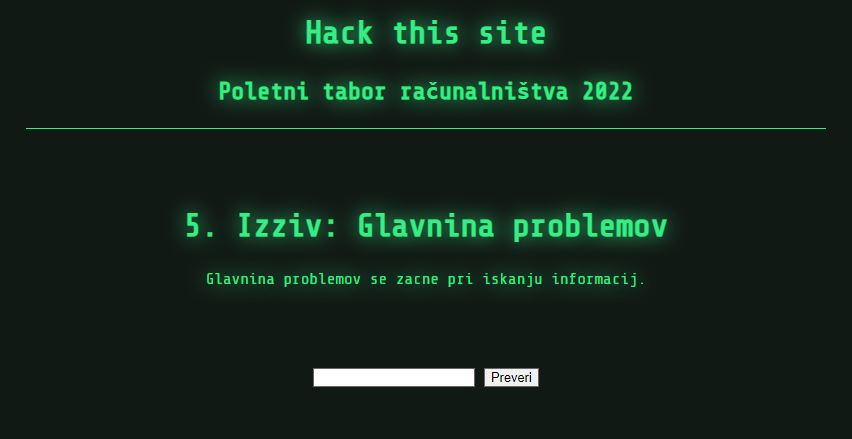 Hack this site
Poletni tabor računalništva 2022
5. Izziv: Glavnina problemov
Glavnina problemov se zacne pri iskanju informacij.
Preveri